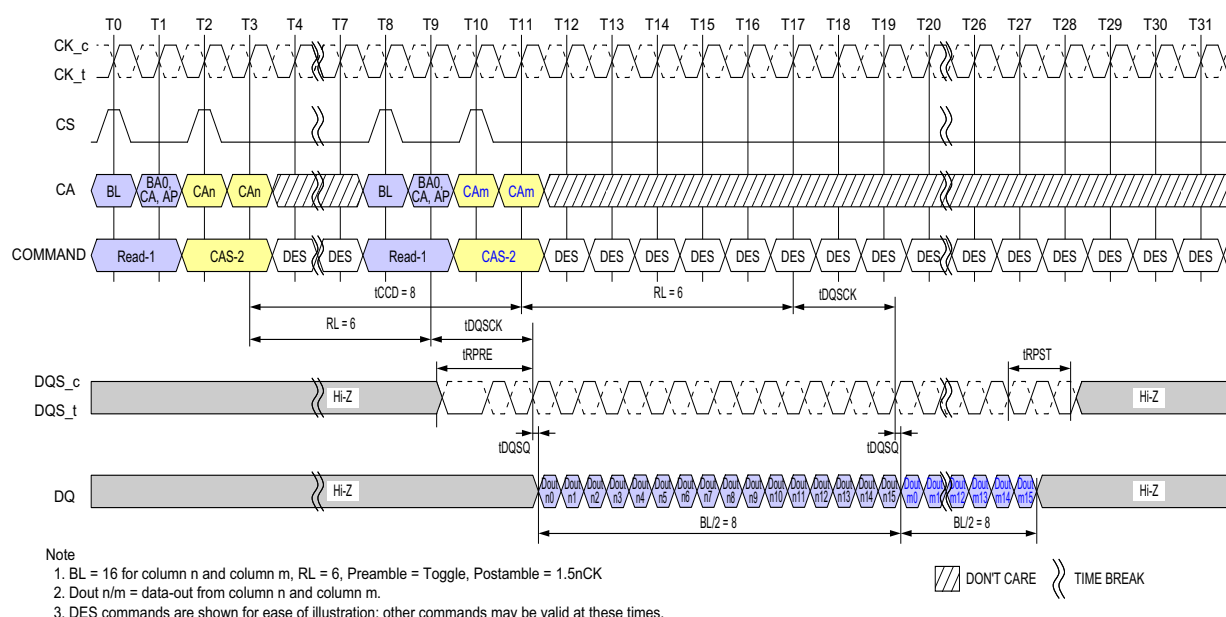 T0 T1 T2 T3 T4 T7 T8 T9 T10 T11 T12 T13 T14 T15 T16 T17 T18 T19 T20 T26 T27 T28 T29 T30 T31
CK_c
CK_t
CS
CA BL BA0, CA, AP CAn CAn BL BA0, CA, AP CAm CAm
COMMAND Read-1 CAS-2 DES DES Read-1 CAS-2 DES DES DES DES DES DES DES DES DES DES DES DES DES DES DES
tCCD = 8 RL = 6 tDQSCK
RL = 6 tDQSCK
tRPRE tRPST
DQS_c
DQS_t
Hi-Z Hi-Z
tDQSQ tDQSQ
DQ Hi-Z Dout n0 Dout n1 Dout n2 Dout n3 Dout n4 Dout n5 Dout n6 Dout n7 Dout n8 Dout n9 Dout n10 Dout n11 Dout n12 Dout n13 Dout n14 Dout n15 Dout m0 Dout m1 Dout m12 Dout m13 Dout m14 Dout m15 Hi-Z
BL/2 = 8 BL/2 = 8
Note
1. BL = 16 for column n and column m, RL = 6, Preamble = Toggle, Postamble = 1.5nCK
2. Dout n/m = data-out from column n and column m.
3. DES commands are shown for ease of illustration; other commands may be valid at these times.
DON'T CARE TIME BREAK